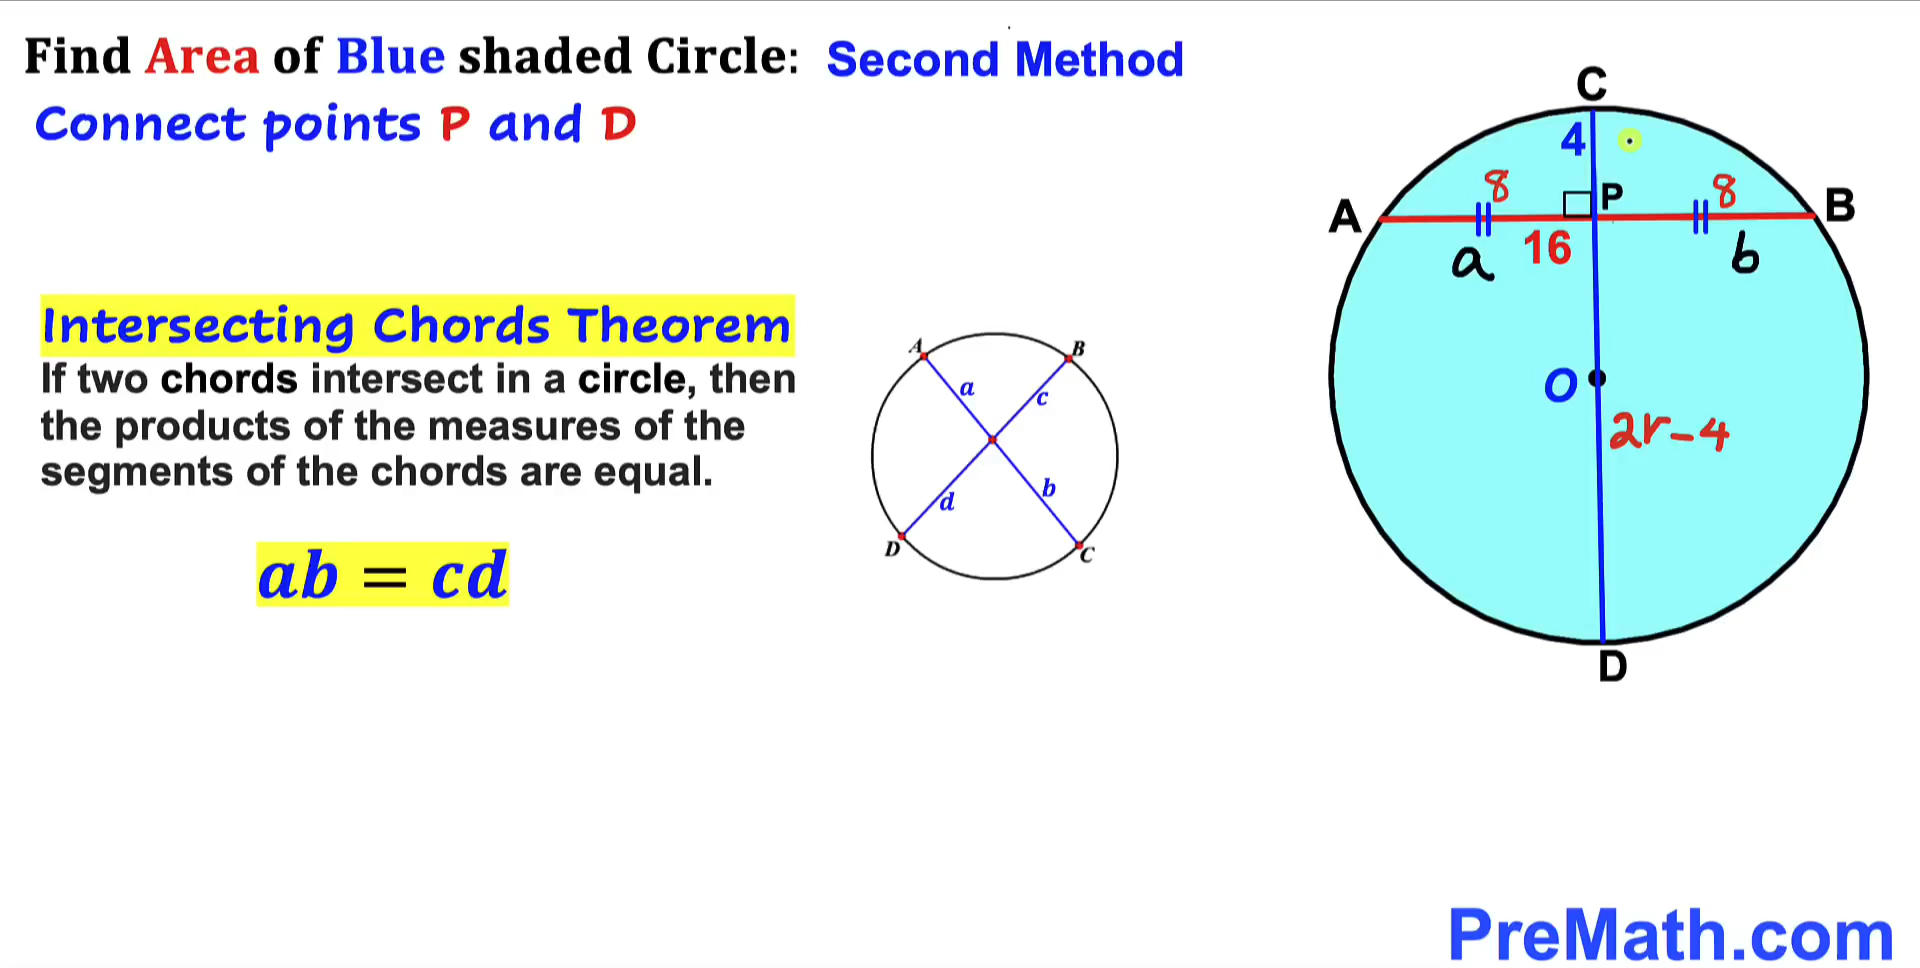 Find Area of Blue shaded Circle: Second Method
Connect points P and D
C
4
8
P
8
A
B
16
a
b
Intersecting Chords Theorem
If two chords intersect in a circle, then
the products of the measures of the
segments of the chords are equal.
ab = cd
A
B
a
c
d
b
D
C
O
2r-4
D
PreMath.com